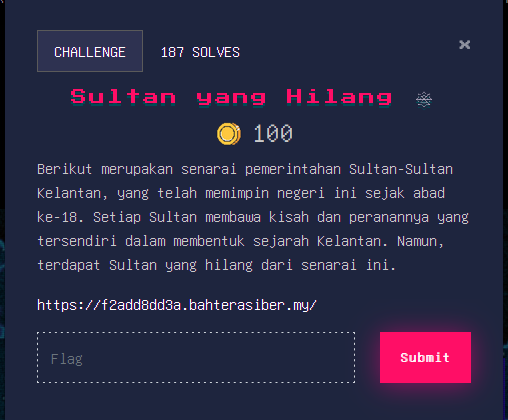 CHALLENGE 187 SOLVES
Sultan yang Hilang
100
Berikut merupakan senarai pemerintahan Sultan-Sultan
Kelantan, yang telah memimpin negeri ini sejak abad
ke-18. Setiap Sultan membawa kisah dan peranannya yang
tersendiri dalam membentuk sejarah Kelantan. Namun,
terdapat Sultan yang hilang dari senarai ini.
https://f2add8dd3a.bahterasiber.my/
Flag
Submit